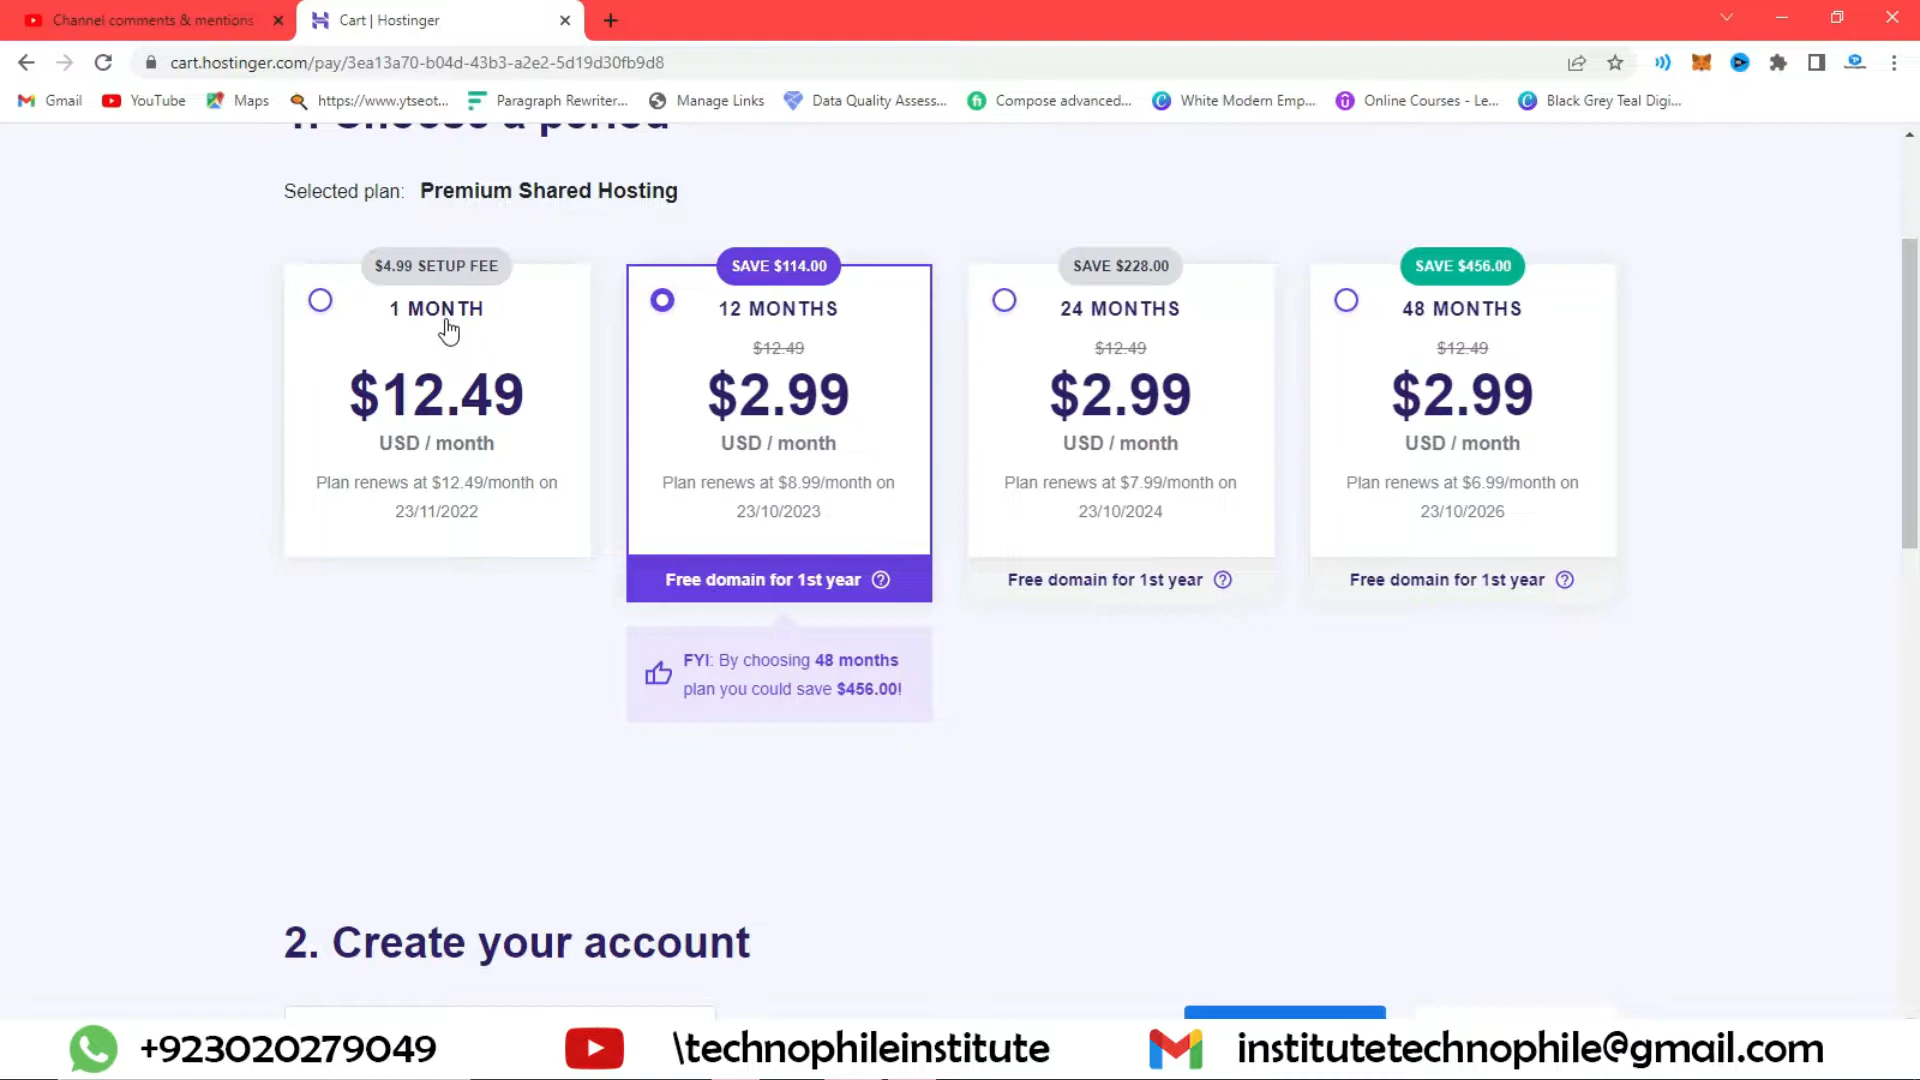 Channel comments & mentions
Cart | Hostinger
cart.hostinger.com/pay/3ea13a70-b04d-43b3-a2e2-5d19d30fb9d8
Gmail
YouTube
Maps
https://www.ytseot...
Paragraph Rewriter...
Manage Links
Data Quality Assess...
Compose advanced...
White Modern Emp...
Online Courses - Le...
Black Grey Teal Digi...
1. Choose a period
Selected plan: Premium Shared Hosting
$4.99 SETUP FEE
1 MONTH
$12.49
USD / month
Plan renews at $12.49/month on
23/11/2022
SAVE $114.00
12 MONTHS
$12.49
$2.99
USD / month
Plan renews at $8.99/month on
23/10/2023
Free domain for 1st year
FYI: By choosing 48 months
plan you could save $456.00!
SAVE $228.00
24 MONTHS
$12.49
$2.99
USD / month
Plan renews at $7.99/month on
23/10/2024
Free domain for 1st year
SAVE $456.00
48 MONTHS
$12.49
$2.99
USD / month
Plan renews at $6.99/month on
23/10/2026
Free domain for 1st year
2. Create your account
+923020279049
\technophileinstitute
institutetechnophile@gmail.com